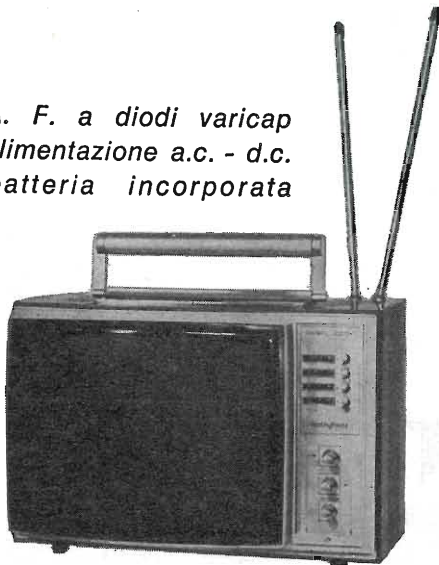 . F. a diodi varicap
limentazione a.c. - d.c.
atteria incorporata